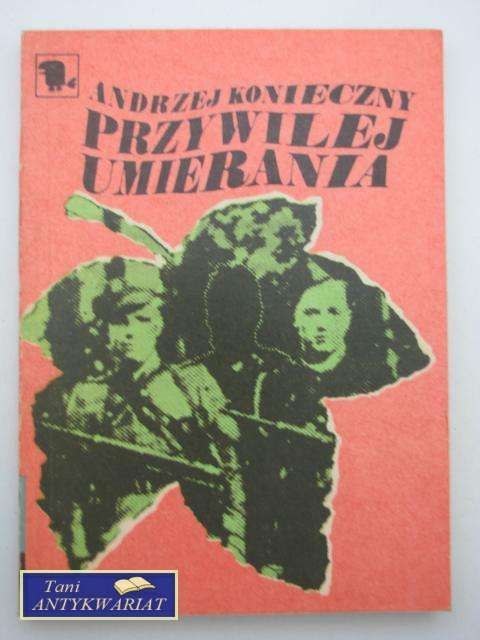 ANDRZEJ KONIECZNY
PRZYWILEJ
UMIERANIA
Tani
ANTYKWARIAT